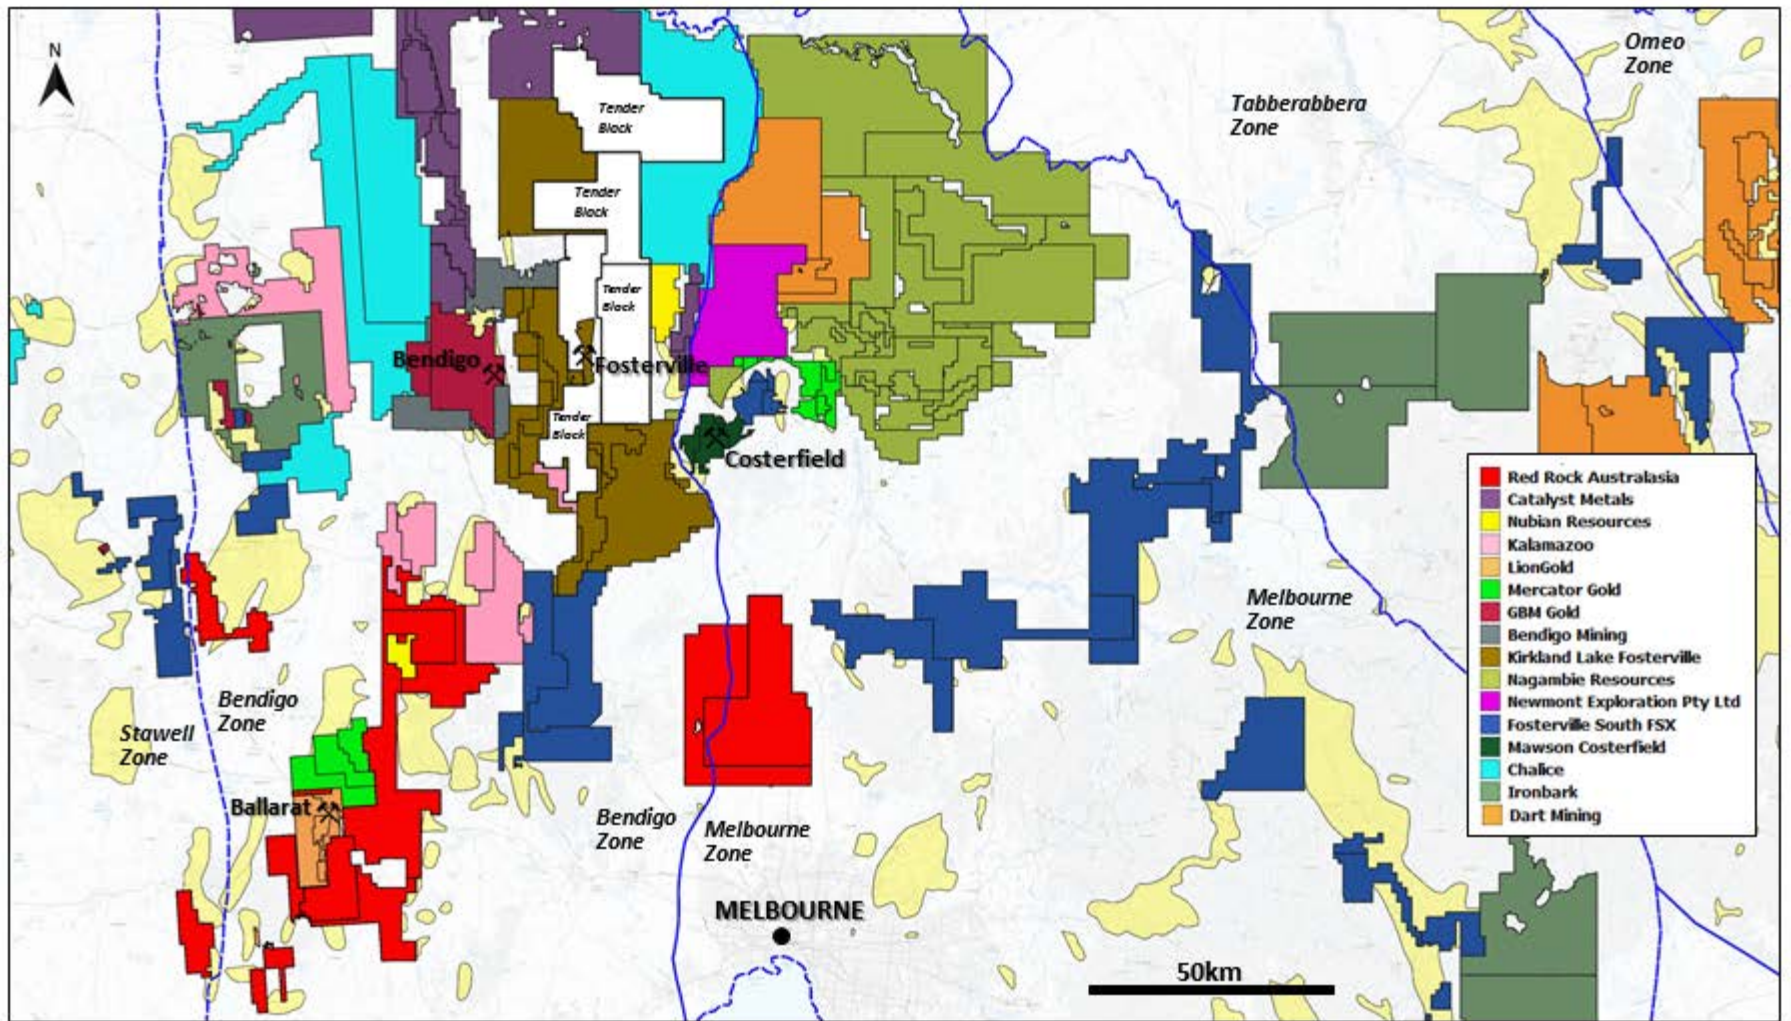 N
Omeo
Zone
Tabberabbera
Zone
Tender
Block
Tender
Block
Tender
Block
Bendigo
Fosterville
Tender
Block
Costerfield
Red Rock Australasia
Catalyst Metals
Nubian Resources
Kalamazoo
LionGold
Mercator Gold
GBM Gold
Bendigo Mining
Kirkland Lake Fosterville
Nagambie Resources
Newmont Exploration Pty Ltd
Fosterville South FSX
Mawson Costerfield
Chalice
Ironbark
Dart Mining
Melbourne
Zone
Bendigo
Zone
Stawell
Zone
Ballarat
Bendigo
Zone
Melbourne
Zone
MELBOURNE
50km